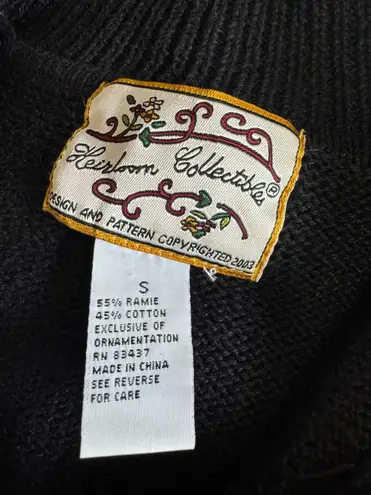 Heirloom Collectibles®
DESIGN AND PATTERN COPYRIGHTED 2003
S
55% RAMIE
45% COTTON
EXCLUSIVE OF
ORNAMENTATION
RN 83437
MADE IN CHINA
SEE REVERSE
FOR CARE